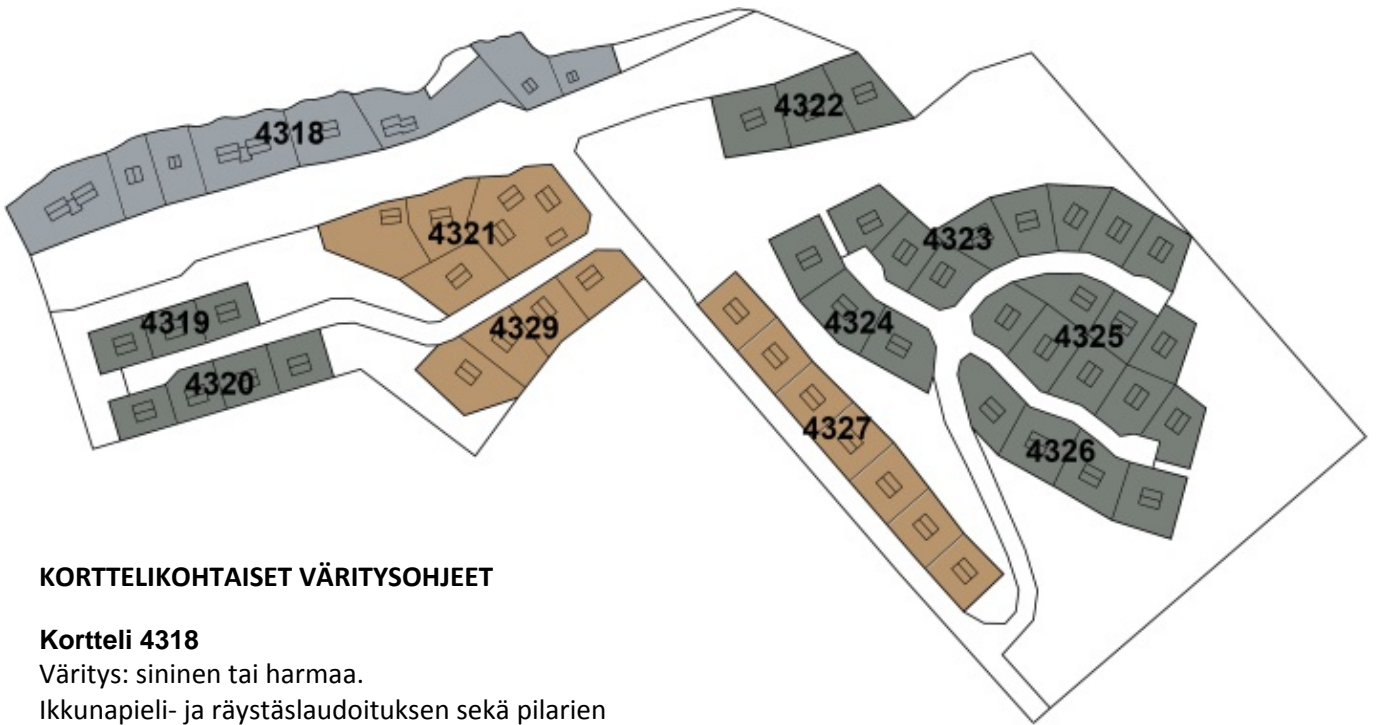 4322
4318
4323
4321
4319
4329
4324
4325
4320
4327
4326
KORTTELIKOHTAISET VÄRITYSOHJEET
Kortteli 4318
Väritys: sininen tai harmaa.
Ikkunapieli- ja räystäslaudoituksen sekä pilarien